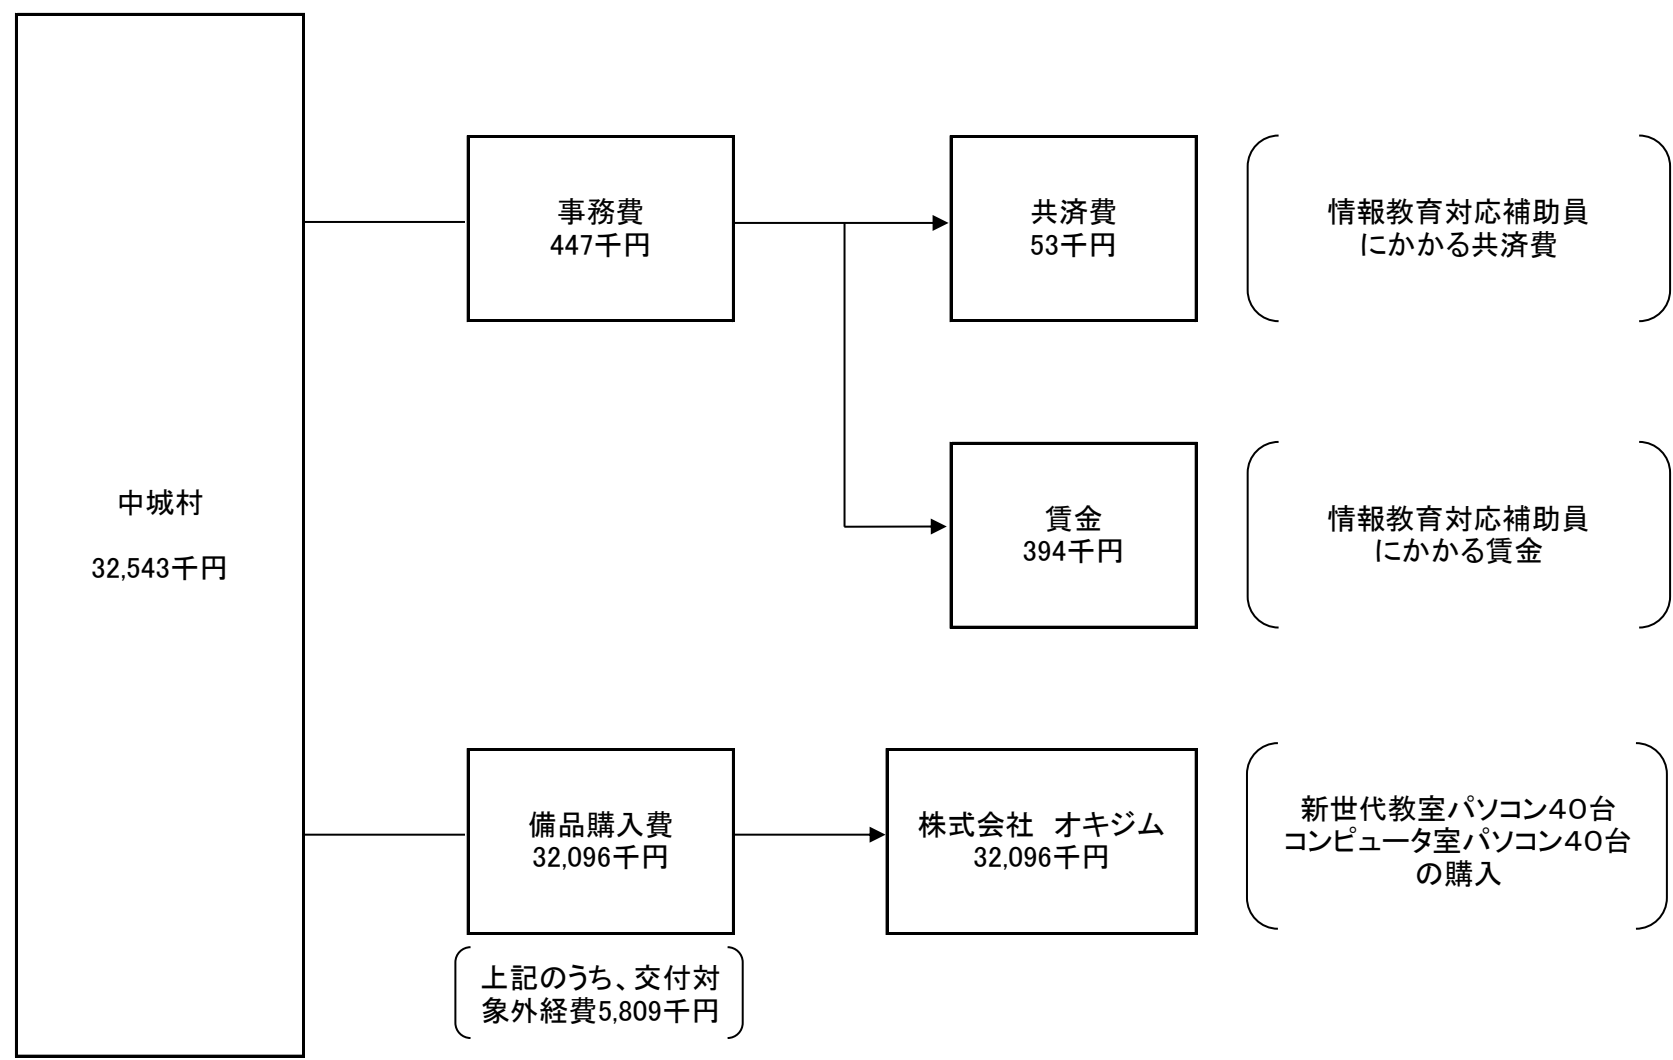 中城村
32,543千円
事務費
447千円
共済費
53千円
情報教育対応補助員
にかかる共済費
賃金
394千円
情報教育対応補助員
にかかる賃金
備品購入費
32,096千円
上記のうち、交付対
象外経費5,809千円
株式会社　オキジム
32,096千円
新世代教室パソコン４０台
コンピュータ室パソコン４０台
の購入